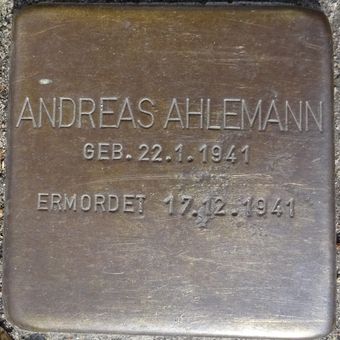 ANDREAS AHLEMANN
GEB. 22.1.1941
ERMORDET 17.12.1941